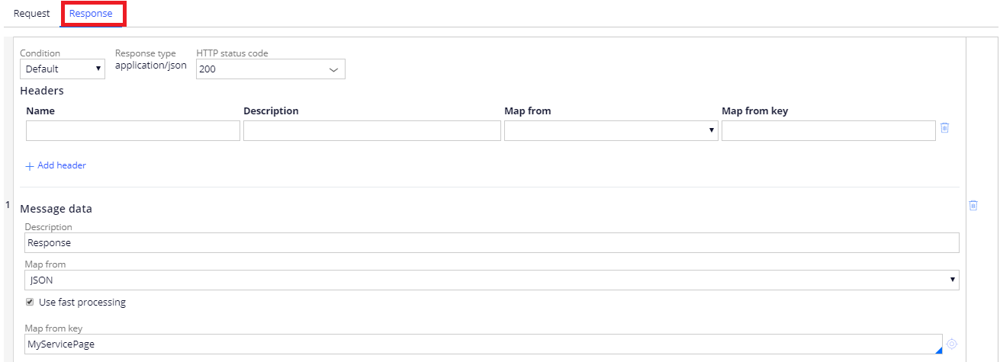 Request Response
Condition Response type HTTP status code
Default application/json 200
Headers
Name Description Map from Map from key
+ Add header
1
Message data
Description
Response
Map from
JSON
Use fast processing
Map from key
MyServicePage